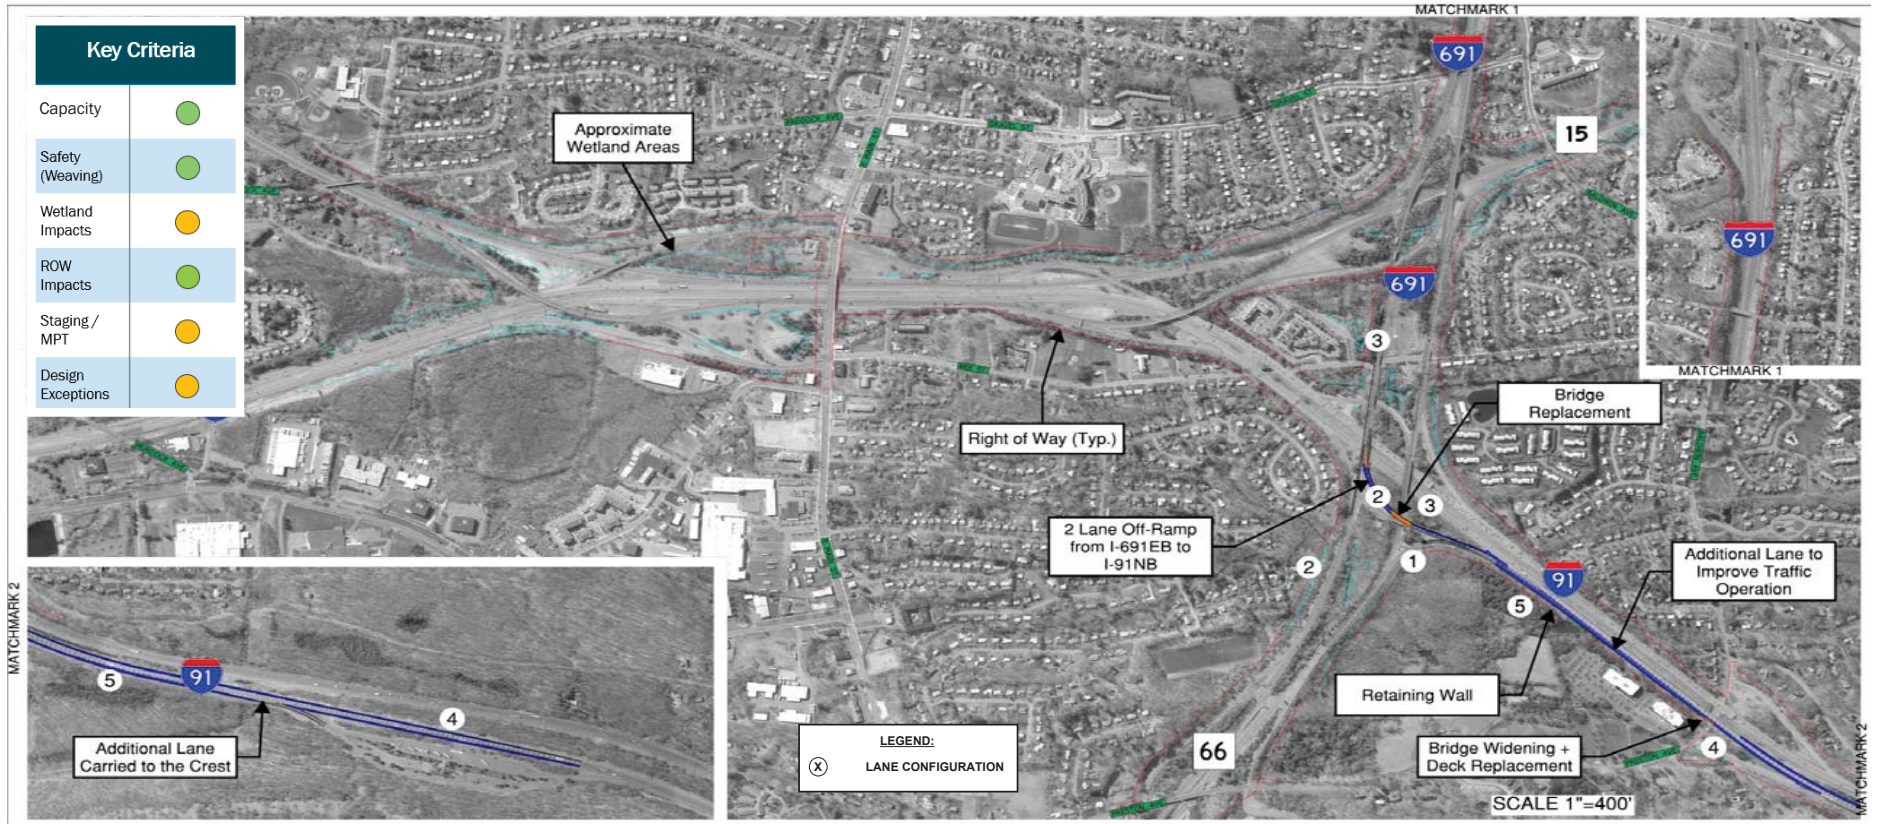 Key Criteria
Capacity
Safety
(Weaving)
Wetland
Impacts
ROW
Impacts
Staging /
MPT
Design
Exceptions
MATCHMARK 1
691
15
Approximate
Wetland Areas
691
691
MATCHMARK 1
3
Right of Way (Typ.)
Bridge
Replacement
2
3
2 Lane Off-Ramp
from I-691EB to
I-91NB
2
1
91
5
Additional Lane to
Improve Traffic
Operation
Retaining Wall
Bridge Widening +
Deck Replacement
4
66
SCALE 1"=400'
MATCHMARK 2
MATCHMARK 2
5
91
4
Additional Lane
Carried to the Crest
LEGEND:
X LANE CONFIGURATION
PRESTON AVE